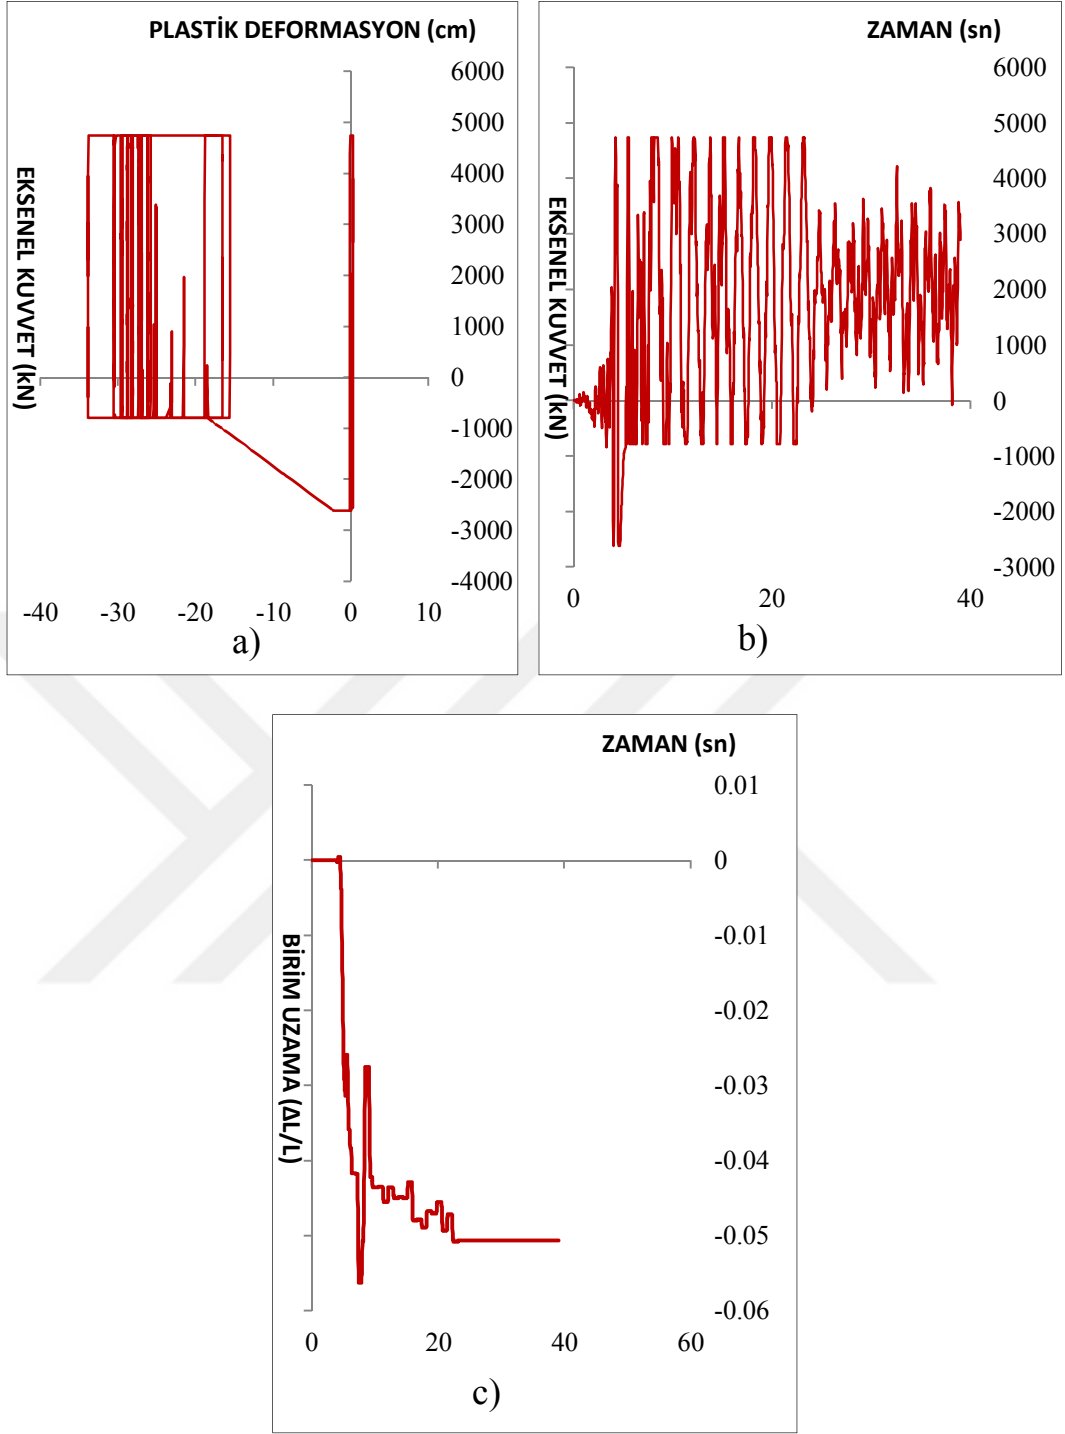 PLASTİK DEFORMASYON (cm)
6000
5000
4000
3000
2000
1000
0
-1000
-2000
-3000
-4000
EKSENEL KUVVET (kN)
-40 -30 -20 -10 0 10
a)
ZAMAN (sn)
6000
5000
4000
3000
2000
1000
0
-1000
-2000
-3000
EKSENEL KUVVET (kN)
0 20 40
b)
ZAMAN (sn)
0.01
0
-0.01
-0.02
-0.03
-0.04
-0.05
-0.06
BİRİM UZAMA (ΔL/L)
0 20 40 60
c)